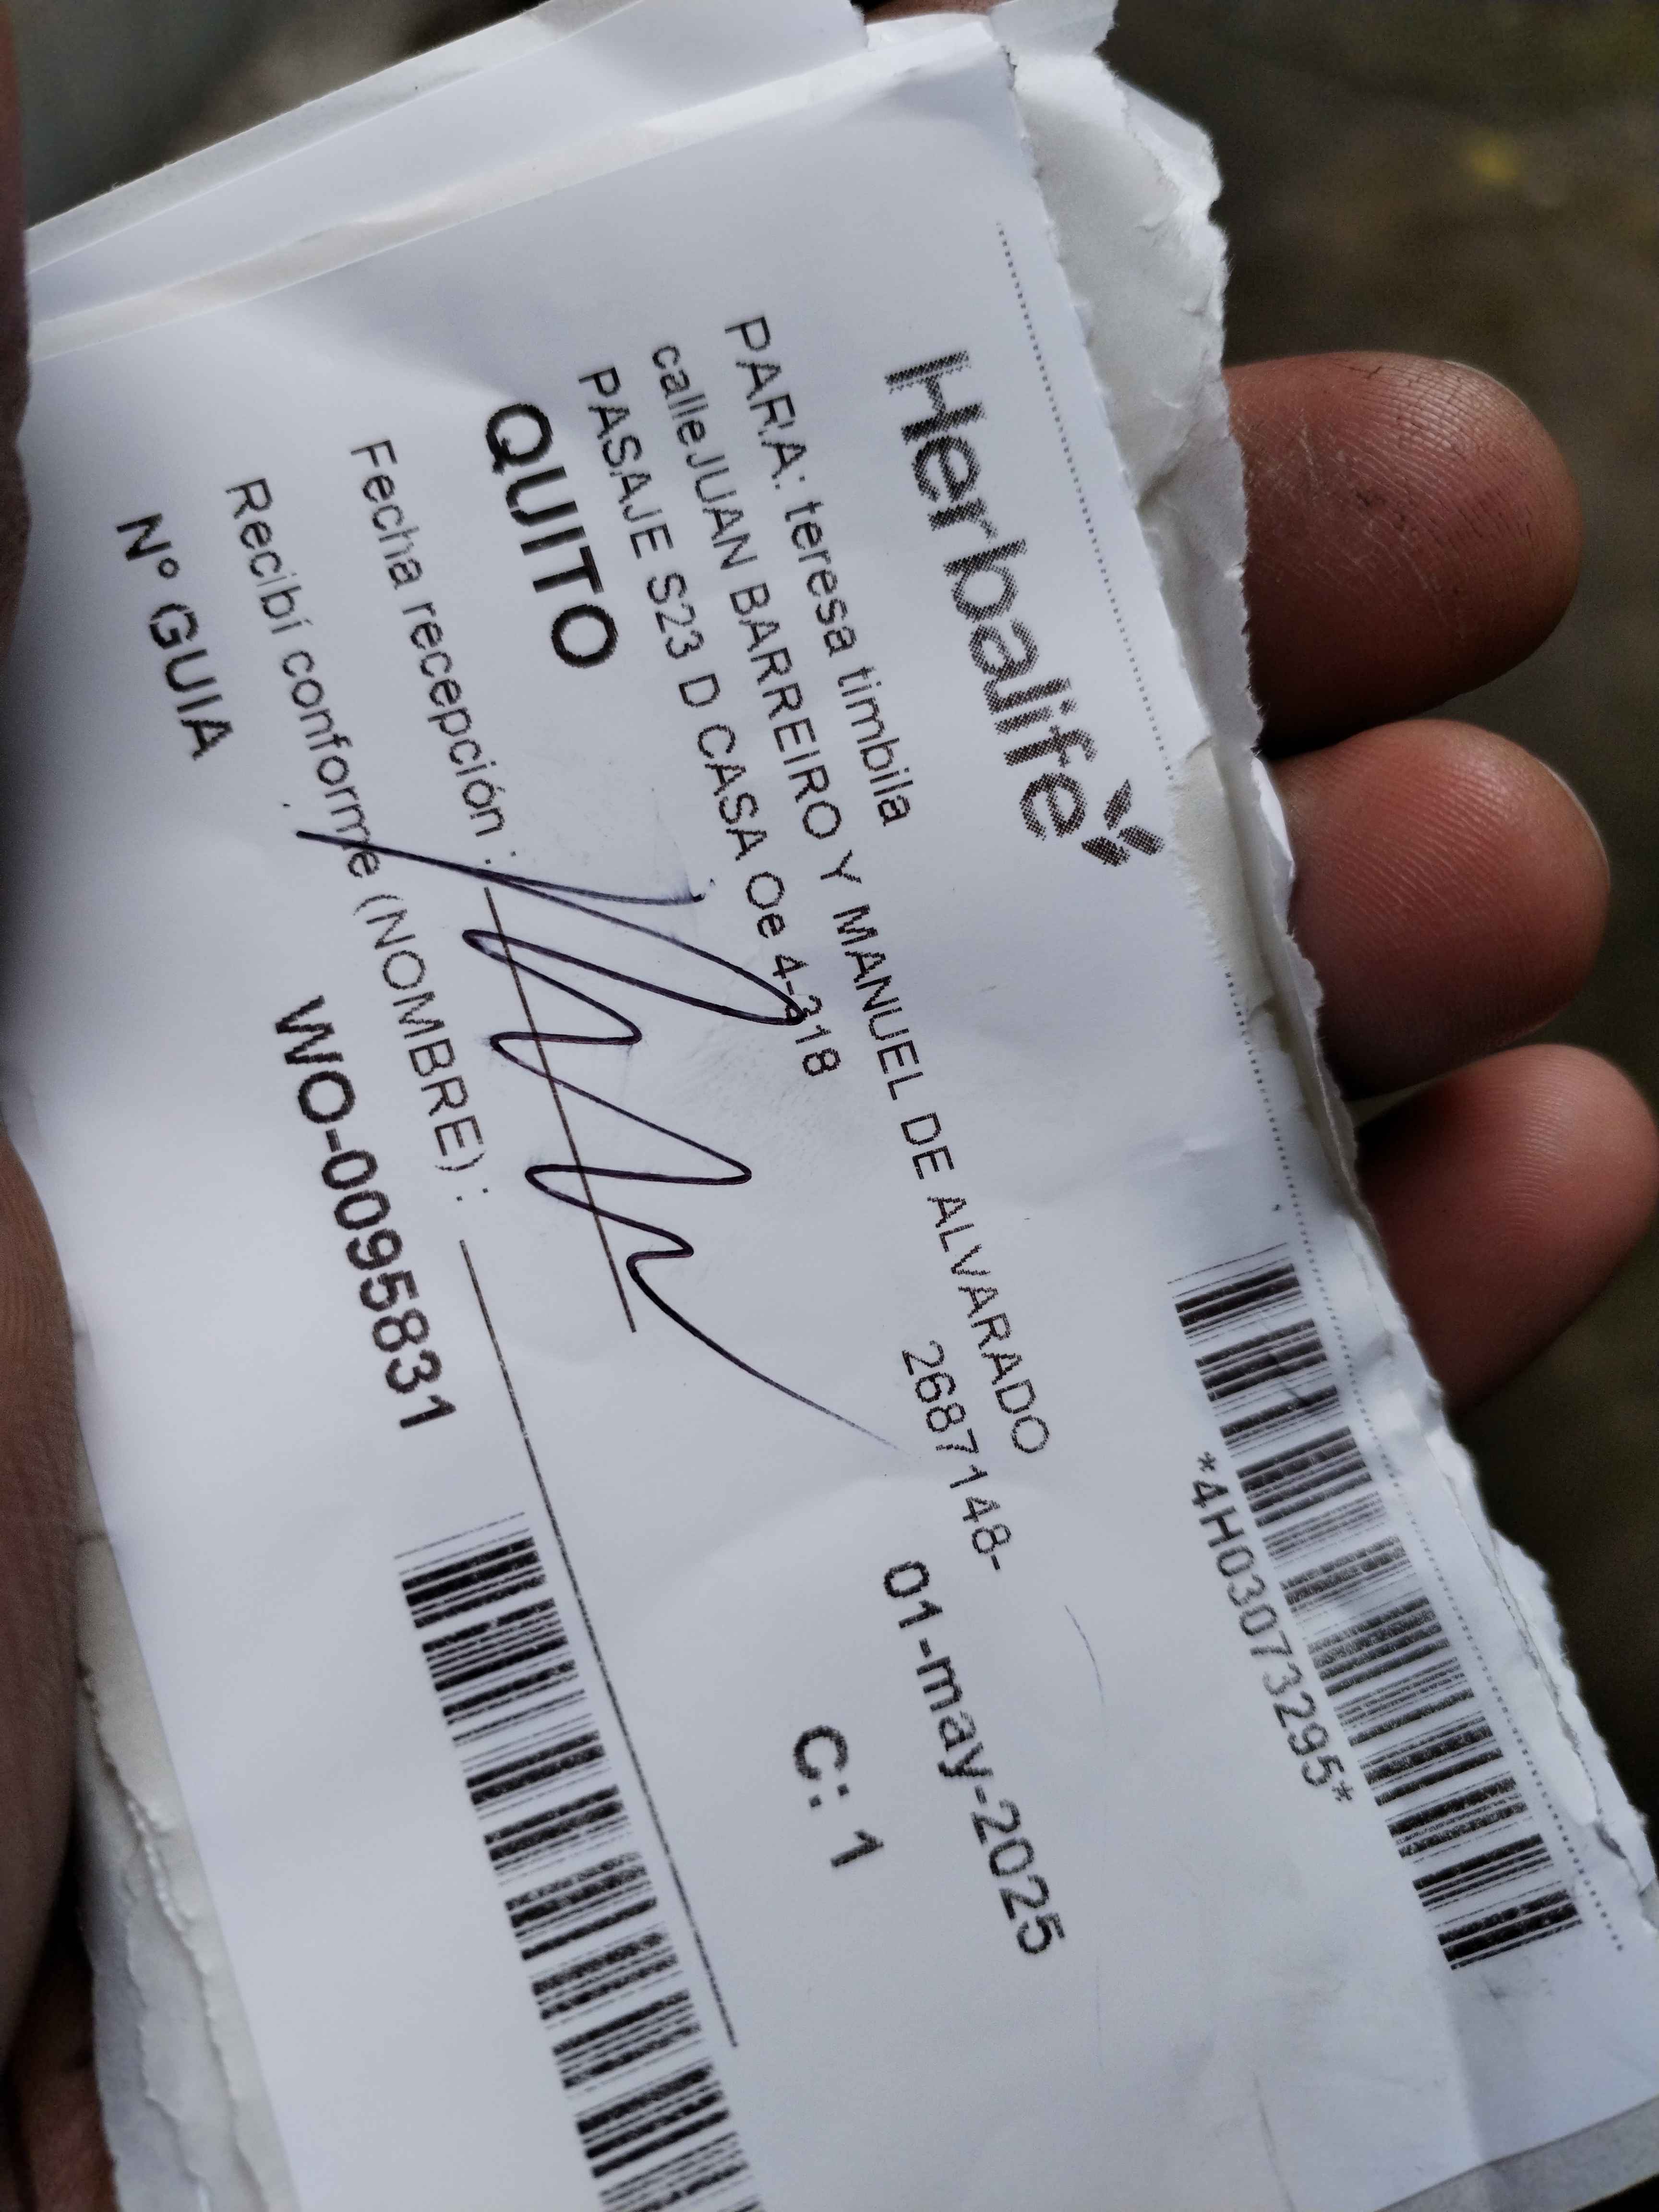 Herbalife
*4H03073295*
PARA: teresa timbila
calleJUAN BARREIRO Y MANUEL DE ALVARADO
PASAJE S23 D CASA Oe 4-318
2687148-
QUITO
01-may-2025
Fecha recepción :
C: 1
Recibí conforme (NOMBRE) :
N° GUIA
WO-0095831